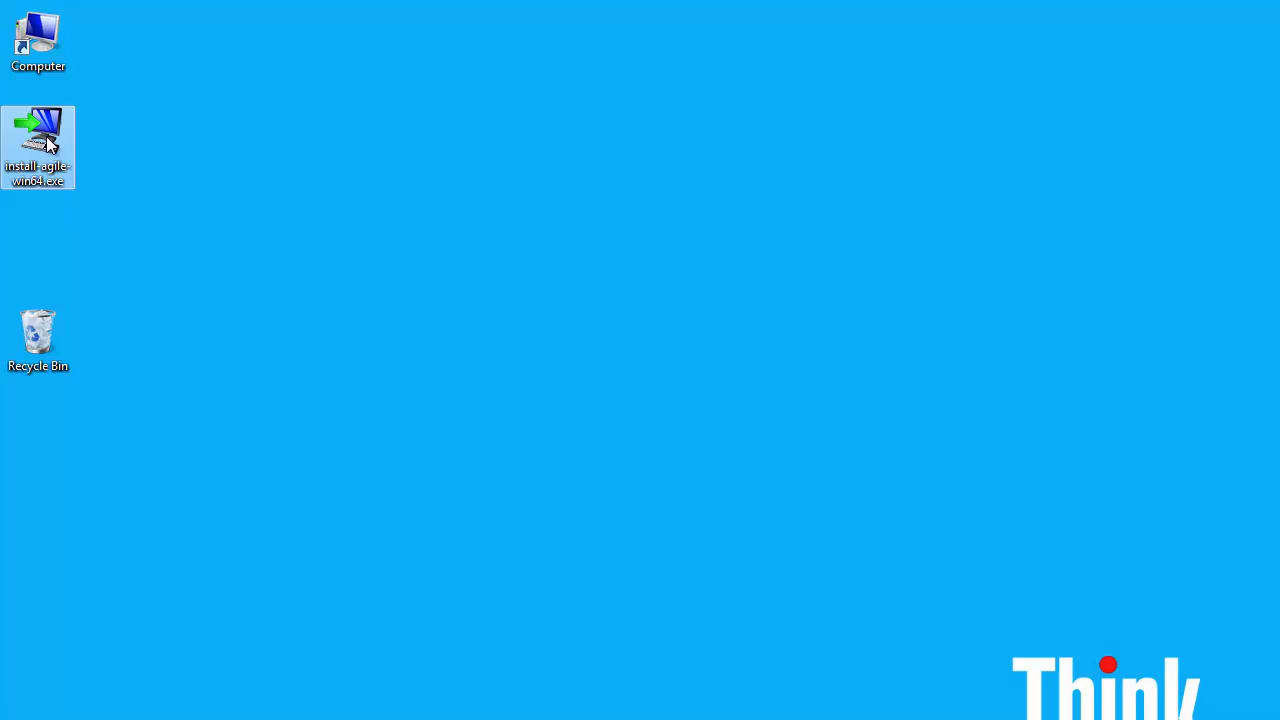 Computer
install-agile-
win64.exe
Recycle Bin
Think